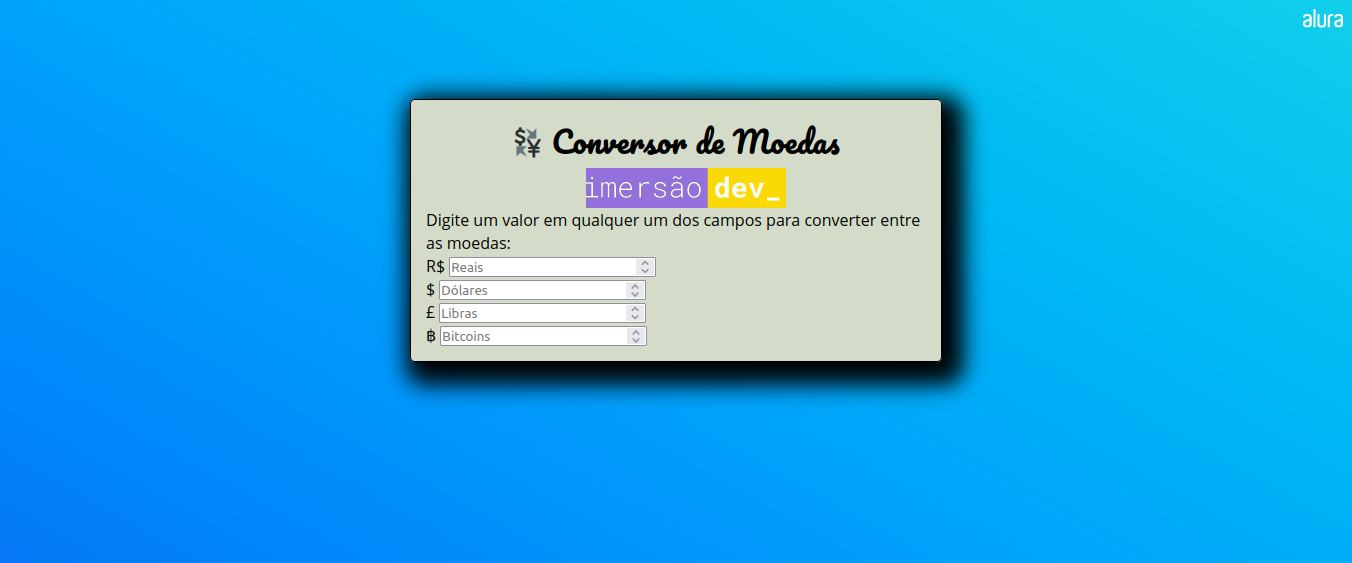 alura
💱 Conversor de Moedas
imersão dev_
Digite um valor em qualquer um dos campos para converter entre
as moedas:
R$ Reais
$ Dólares
£ Libras
฿ Bitcoins